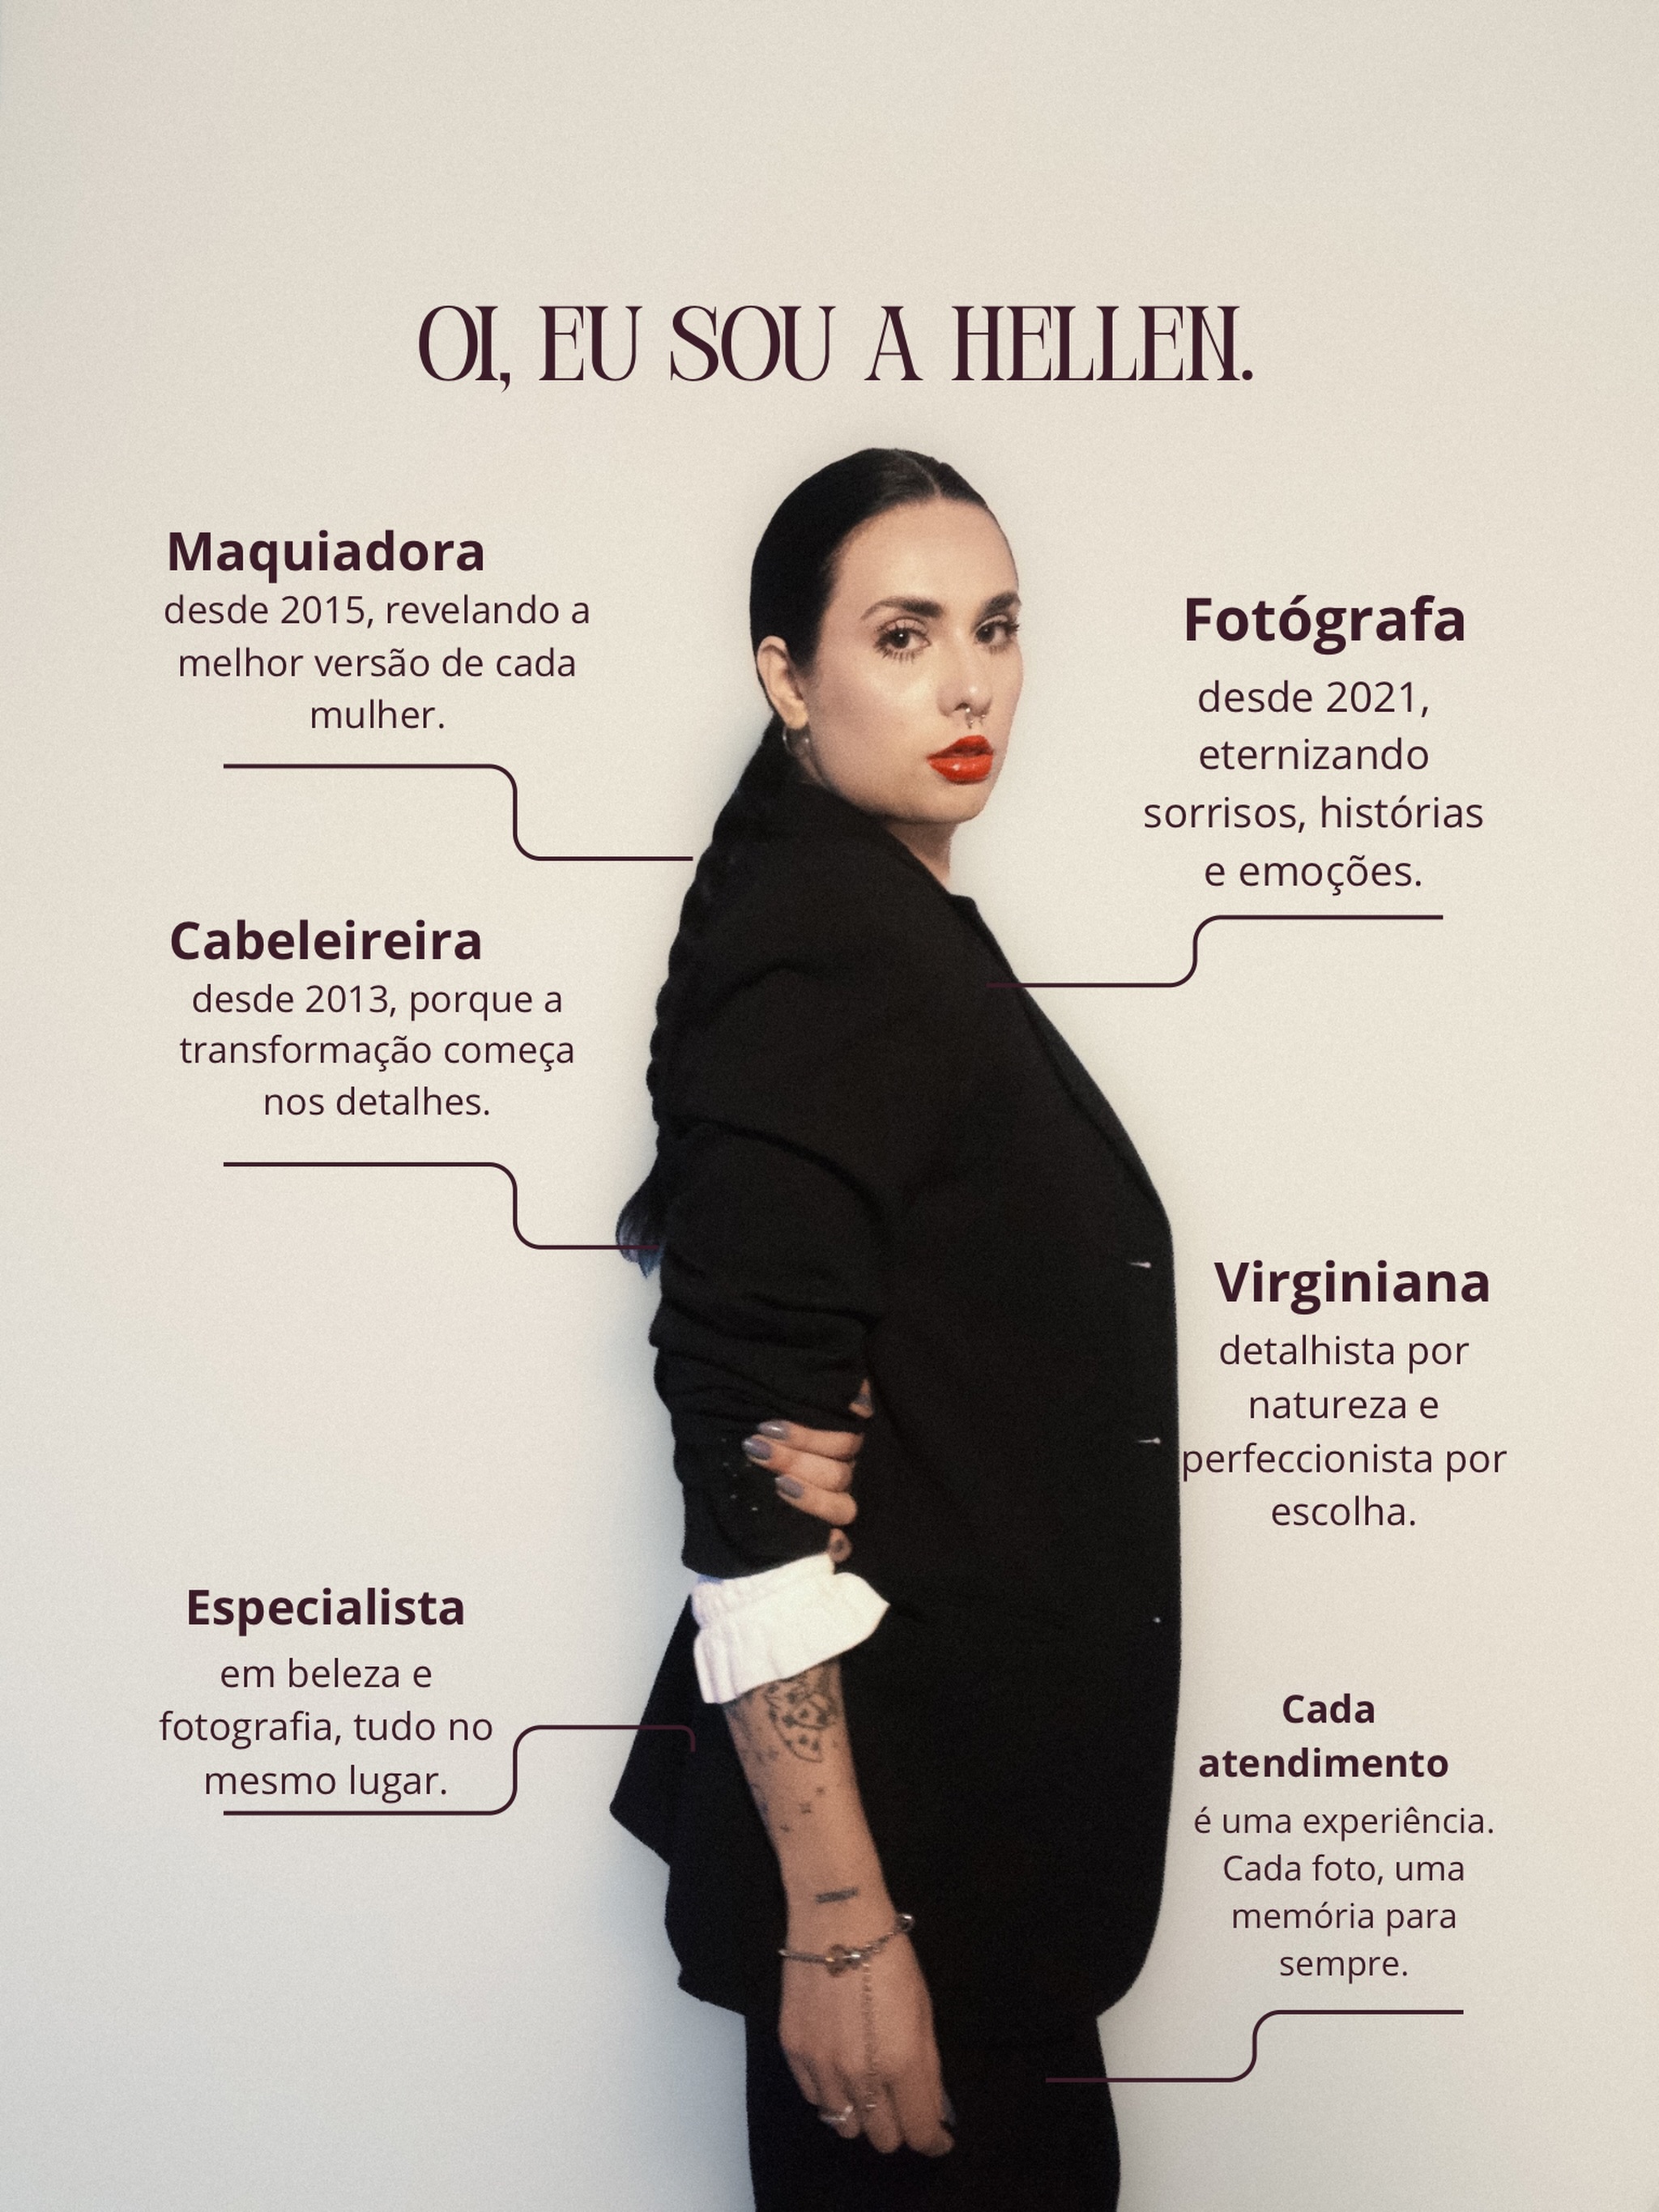 OI, EU SOU A HELLEN.
Maquiadora
desde 2015, revelando a
melhor versão de cada
mulher.
Fotógrafa
desde 2021,
eternizando
sorrisos, histórias
e emoções.
Cabeleireira
desde 2013, porque a
transformação começa
nos detalhes.
Virginiana
detalhista por
natureza e
perfeccionista por
escolha.
Especialista
em beleza e
fotografia, tudo no
mesmo lugar.
Cada
atendimento
é uma experiência.
Cada foto, uma
memória para
sempre.